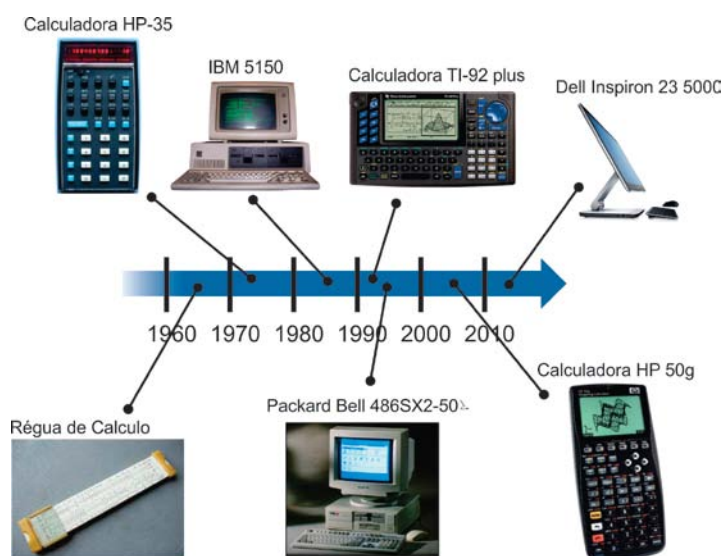 Calculadora HP-35
IBM 5150
Calculadora TI-92 plus
Dell Inspiron 23 5000
1960 1970 1980 1990 2000 2010
Calculadora HP 50g
Packard Bell 486SX2-50
Régua de Calculo